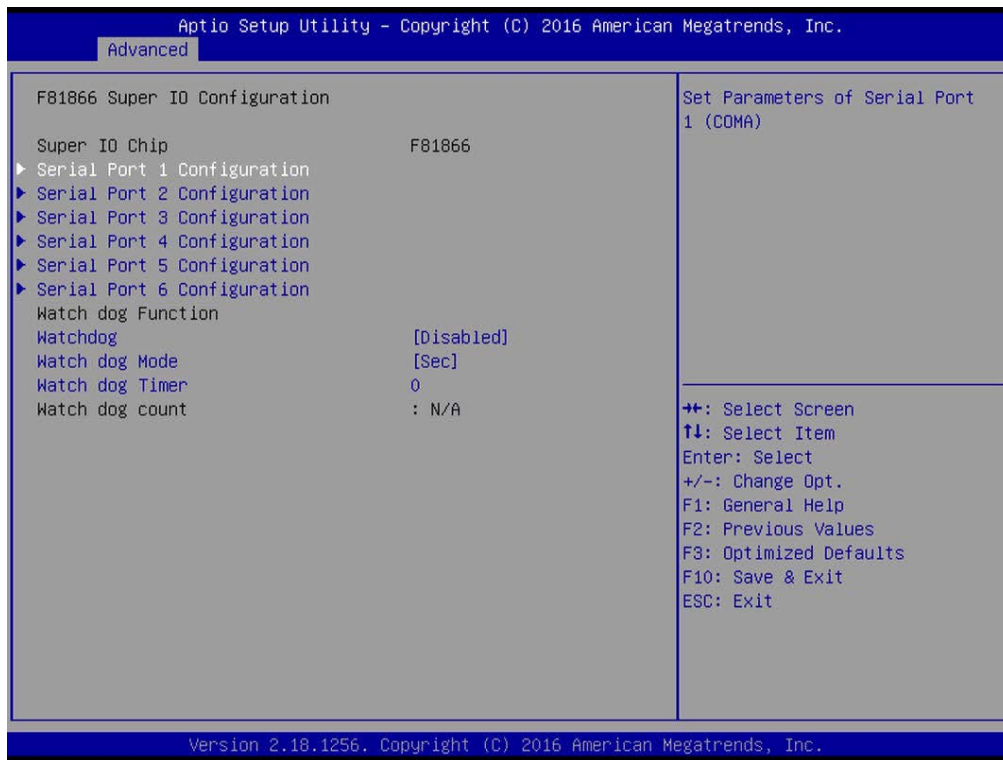 Aptio Setup Utility – Copyright (C) 2016 American Megatrends, Inc.
Advanced
F81866 Super IO Configuration
Super IO Chip F81866
Serial Port 1 Configuration
Serial Port 2 Configuration
Serial Port 3 Configuration
Serial Port 4 Configuration
Serial Port 5 Configuration
Serial Port 6 Configuration
Watch dog Function
Watchdog [Disabled]
Watch dog Mode [Sec]
Watch dog Timer 0
Watch dog count : N/A
Set Parameters of Serial Port
1 (COMA)
→←: Select Screen
↑↓: Select Item
Enter: Select
+/-: Change Opt.
F1: General Help
F2: Previous Values
F3: Optimized Defaults
F10: Save & Exit
ESC: Exit
Version 2.18.1256. Copyright (C) 2016 American Megatrends, Inc.